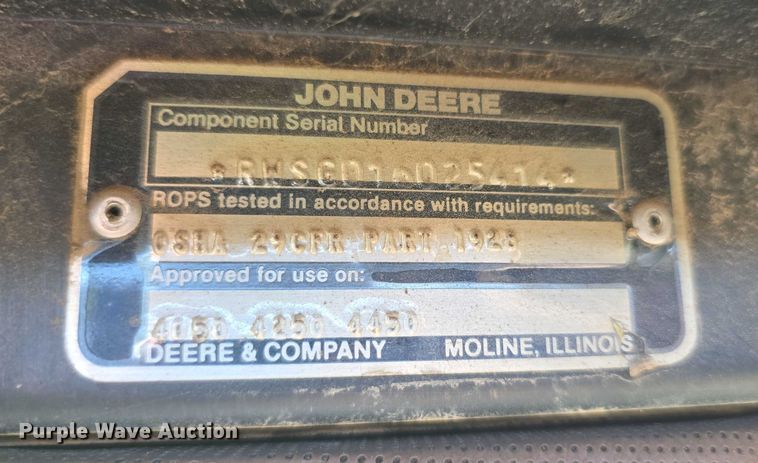 JOHN DEERE
Component Serial Number
*RWSG01A025414*
ROPS tested in accordance with requirements:
OSHA 29CFR PART 1928
Approved for use on:
4050 4250 4450
DEERE & COMPANY MOLINE, ILLINOIS
Purple Wave Auction